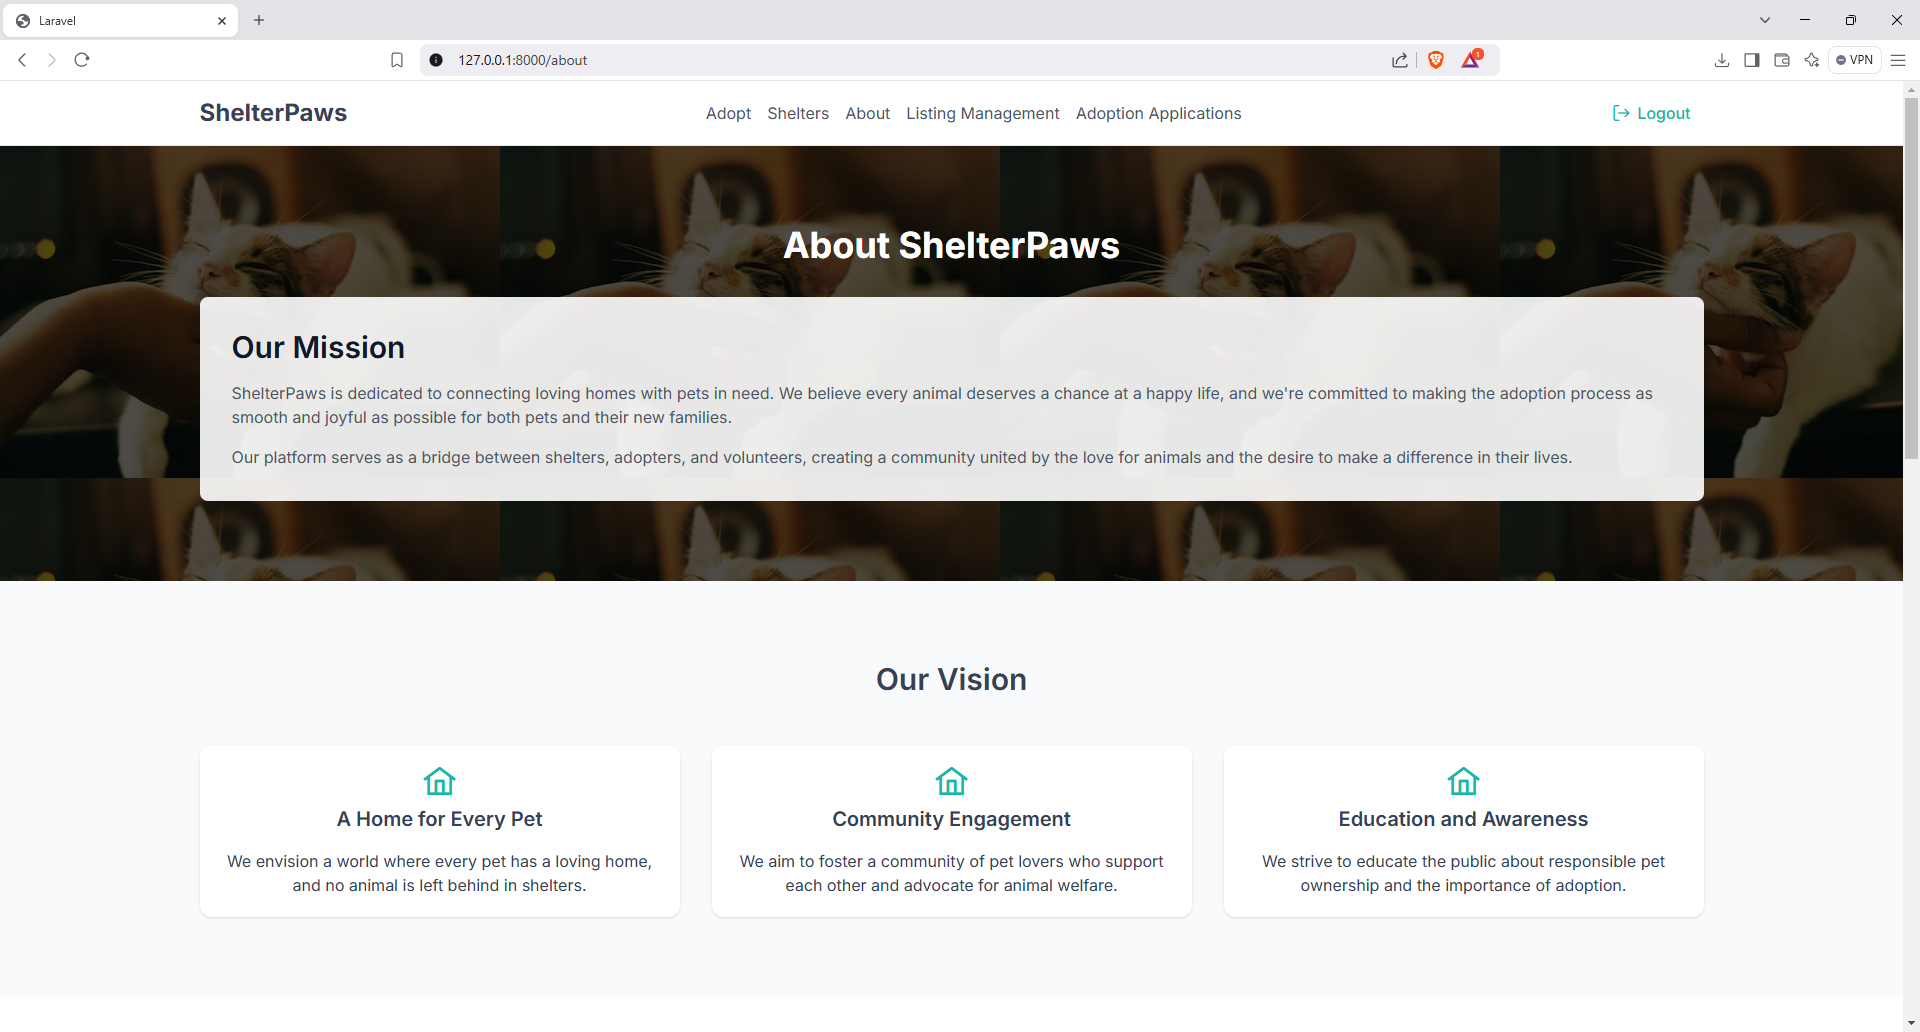 Laravel
127.0.0.1:8000/about
1
VPN
ShelterPaws
Adopt Shelters About Listing Management Adoption Applications
Logout
About ShelterPaws
Our Mission
ShelterPaws is dedicated to connecting loving homes with pets in need. We believe every animal deserves a chance at a happy life, and we're committed to making the adoption process as
smooth and joyful as possible for both pets and their new families.
Our platform serves as a bridge between shelters, adopters, and volunteers, creating a community united by the love for animals and the desire to make a difference in their lives.
Our Vision
A Home for Every Pet
We envision a world where every pet has a loving home,
and no animal is left behind in shelters.
Community Engagement
We aim to foster a community of pet lovers who support
each other and advocate for animal welfare.
Education and Awareness
We strive to educate the public about responsible pet
ownership and the importance of adoption.